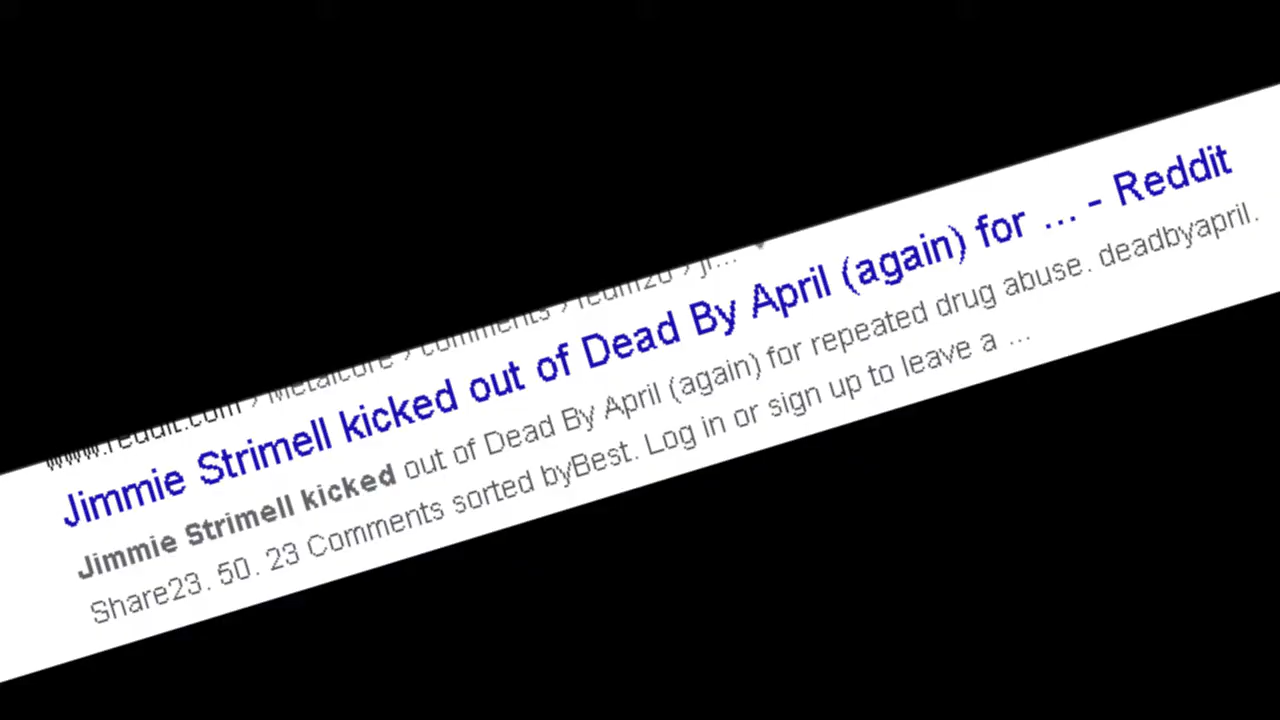 www.reddit.com › Metalcore › comments › 
Jimmie Strimell kicked out of Dead By April (again) for ... - Reddit
Jimmie Strimell kicked out of Dead By April (again) for repeated drug abuse. deadbyapril.
Share23. 50. 23 Comments sorted byBest. Log in or sign up to leave a ...